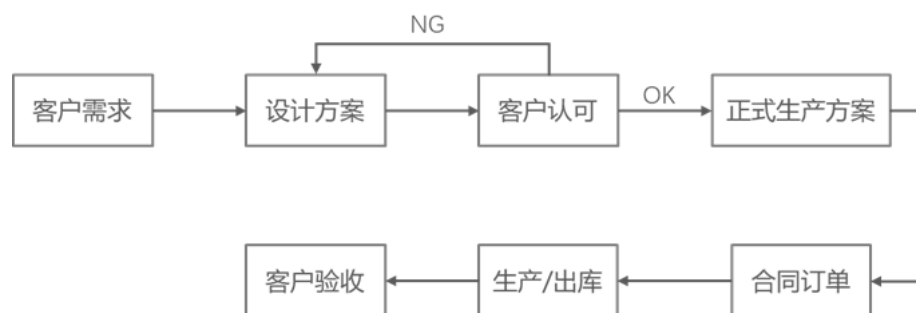 NG
客户需求
设计方案
客户认可
OK
正式生产方案
合同订单
生产/出库
客户验收